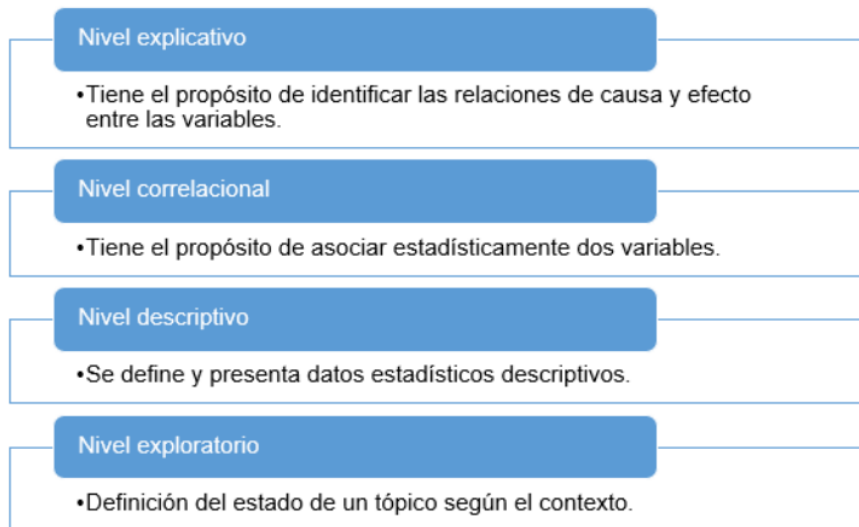 Nivel explicativo
•Tiene el propósito de identificar las relaciones de causa y efecto
entre las variables.
Nivel correlacional
•Tiene el propósito de asociar estadísticamente dos variables.
Nivel descriptivo
•Se define y presenta datos estadísticos descriptivos.
Nivel exploratorio
•Definición del estado de un tópico según el contexto.